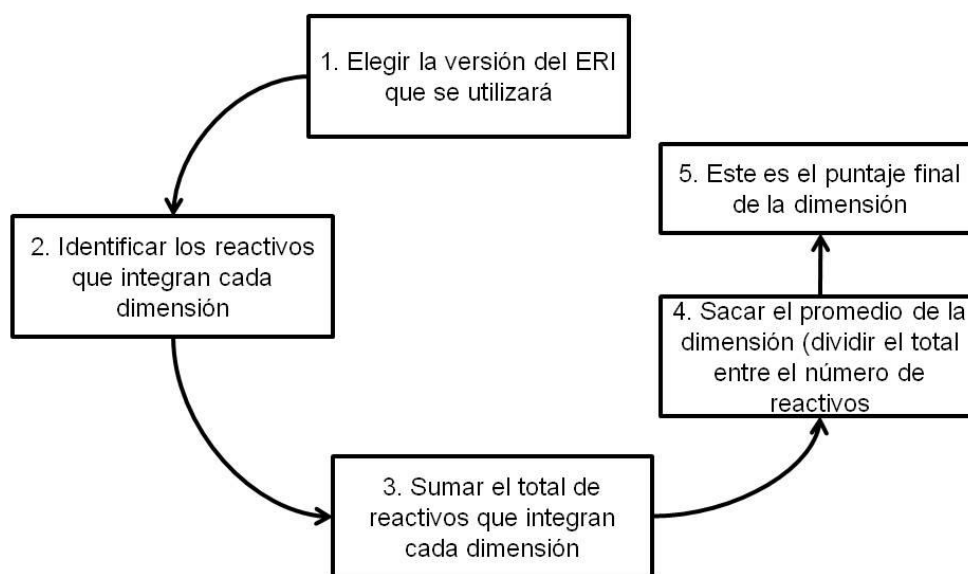 1. Elegir la versión del ERI
que se utilizará
2. Identificar los reactivos
que integran cada
dimensión
3. Sumar el total de
reactivos que integran
cada dimensión
4. Sacar el promedio de la
dimensión (dividir el total
entre el número de
reactivos
5. Este es el puntaje final
de la dimensión